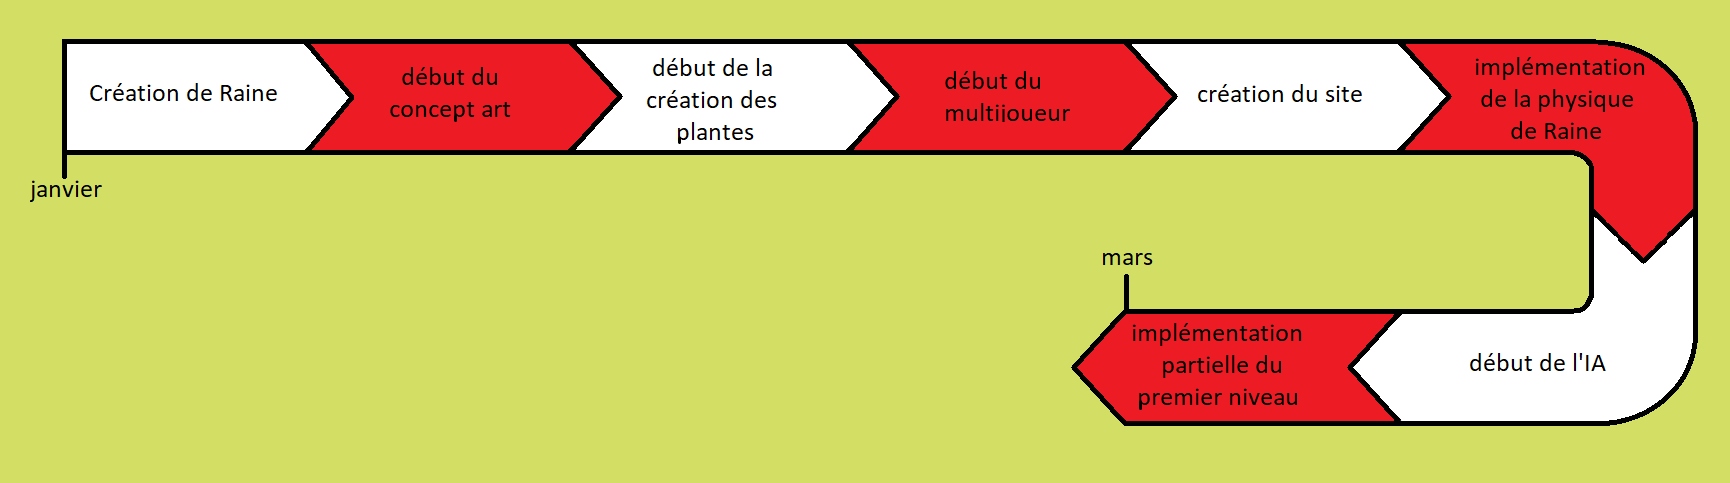 Création de Raine
début du
concept art
début de la
création des
plantes
début du
multijoueur
création du site
implémentation
de la physique
de Raine
janvier
mars
début de l'IA
implémentation
partielle du
premier niveau